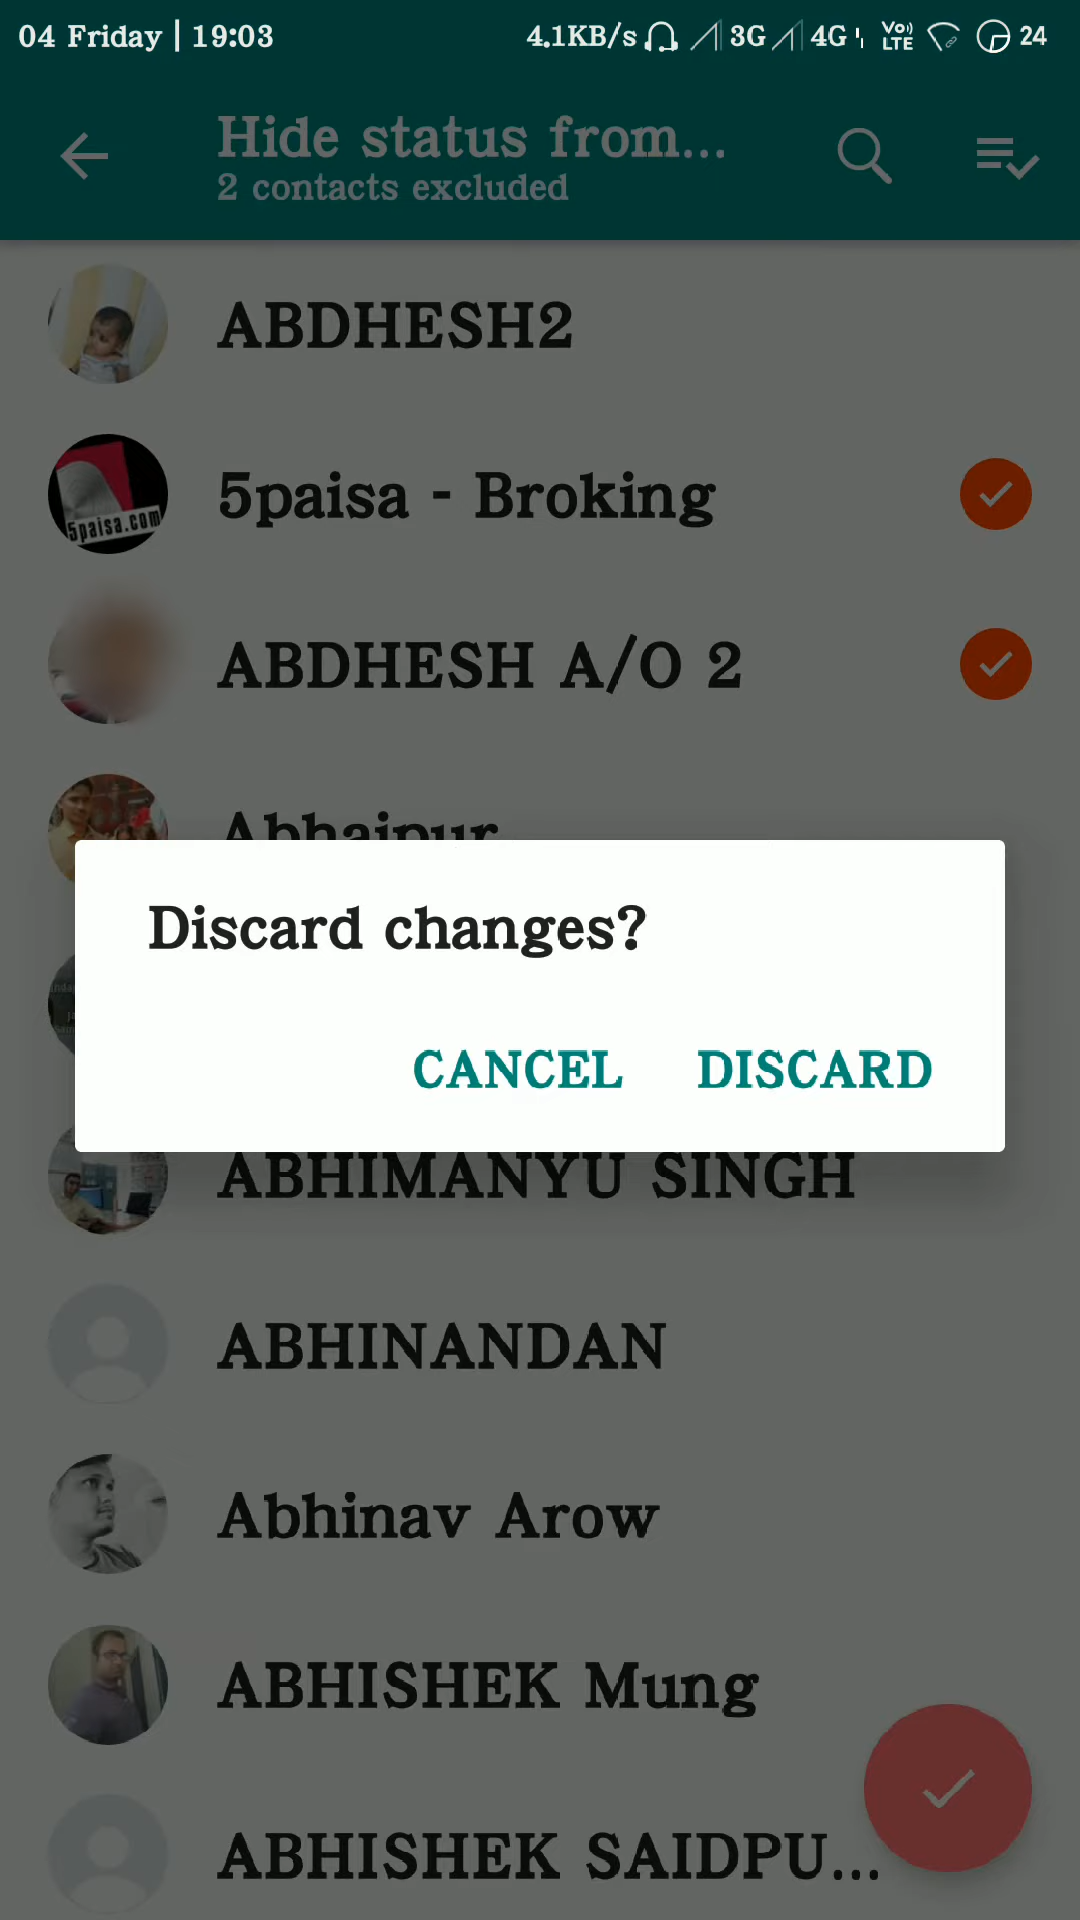 04 Friday | 19:03 4.1KB/s 3G 4G VO LTE 24
Hide status from...
2 contacts excluded
ABDHESH2
5paisa.com
5paisa - Broking
ABDHESH A/O 2
Abhaipur
Discard changes?
CANCEL DISCARD
ABHIMANYU SINGH
ABHINANDAN
Abhinav Arow
ABHISHEK Mung
ABHISHEK SAIDPU...